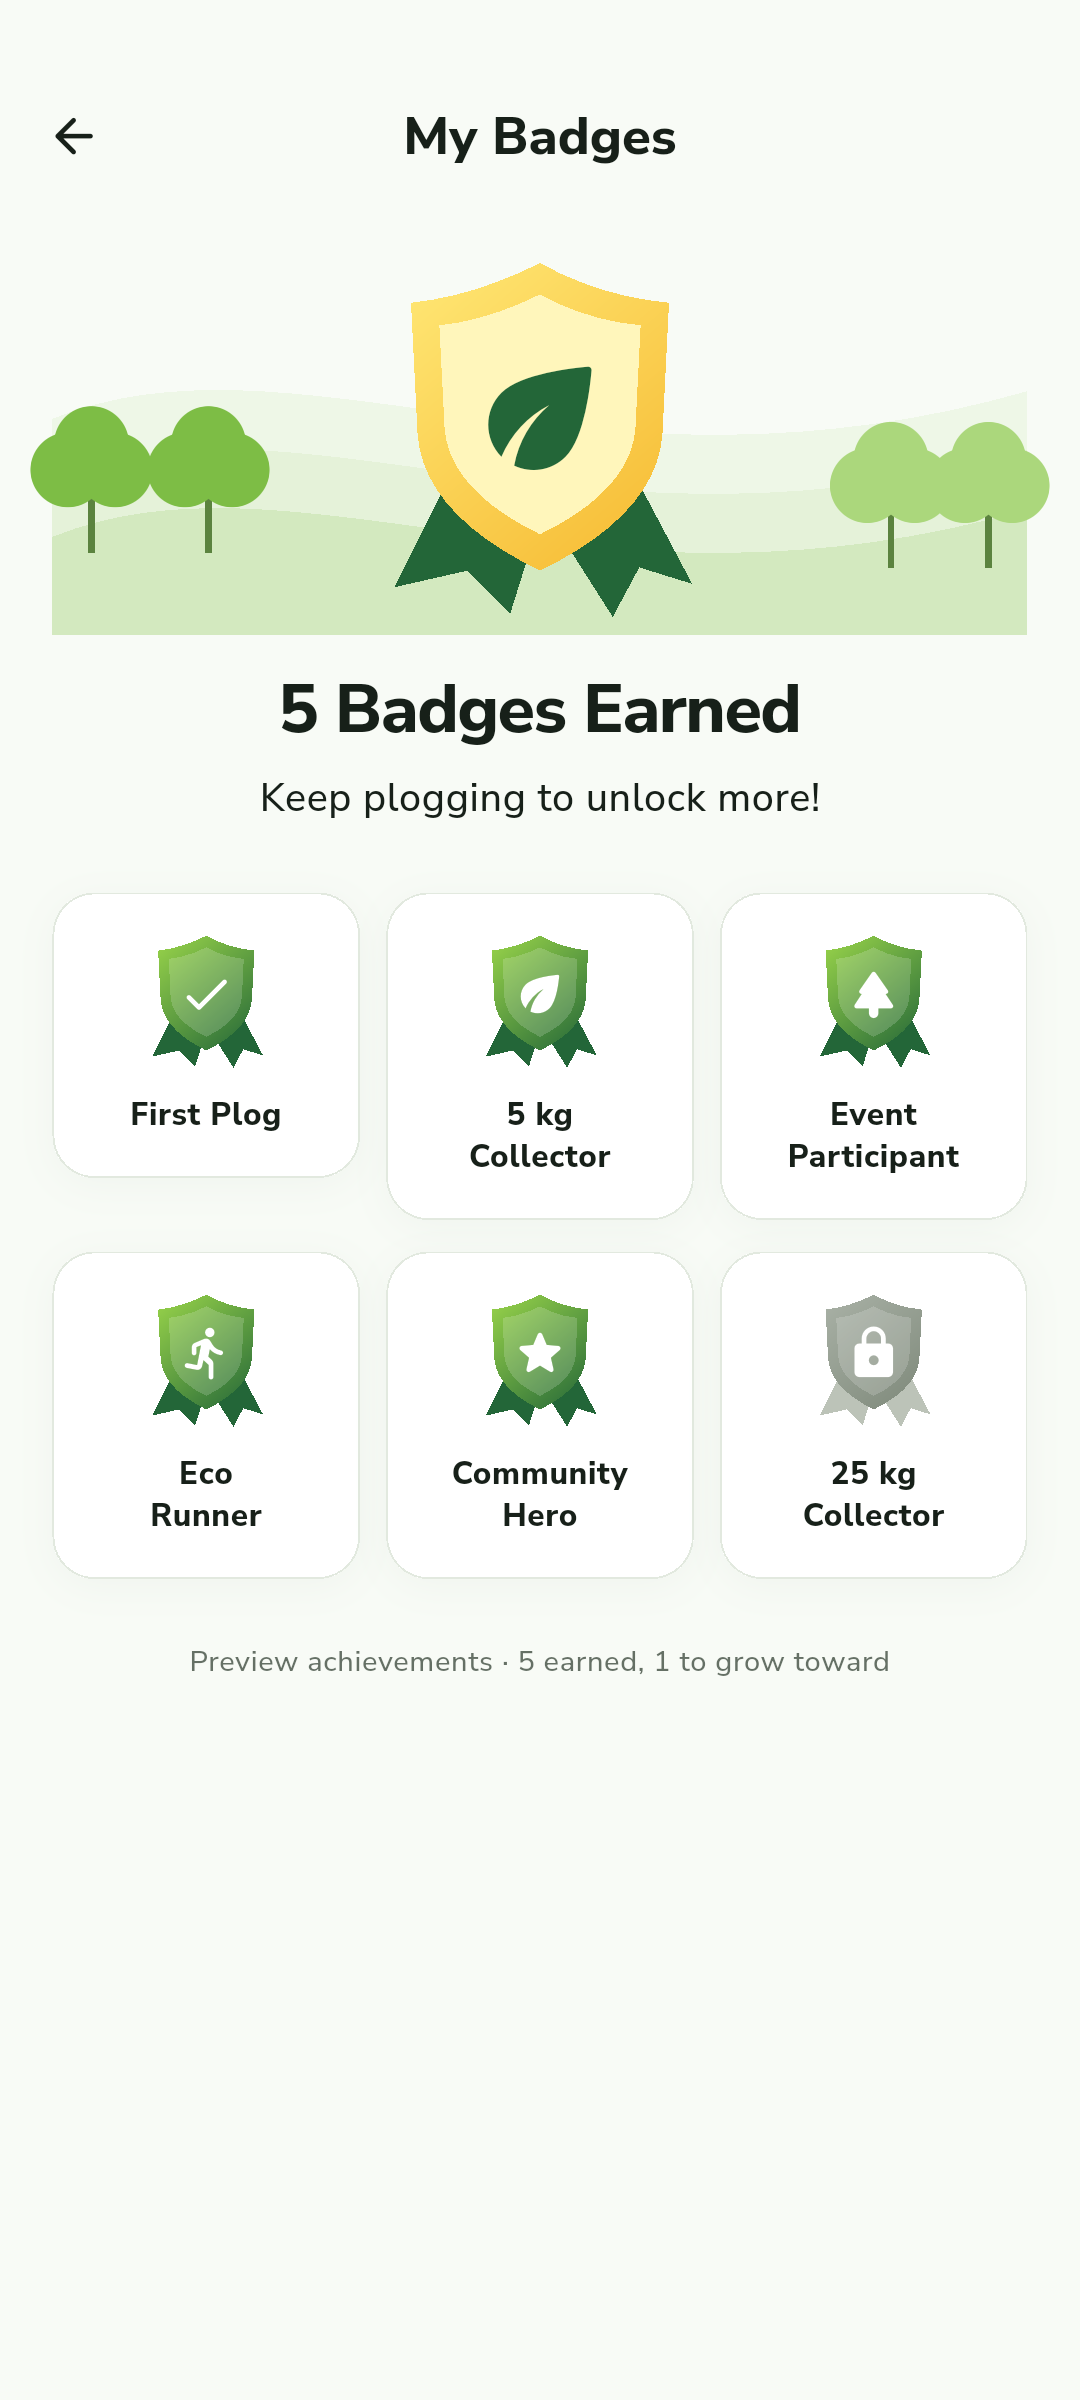 My Badges
5 Badges Earned
Keep plogging to unlock more!
First Plog
5 kg
Collector
Event
Participant
Eco
Runner
Community
Hero
25 kg
Collector
Preview achievements · 5 earned, 1 to grow toward